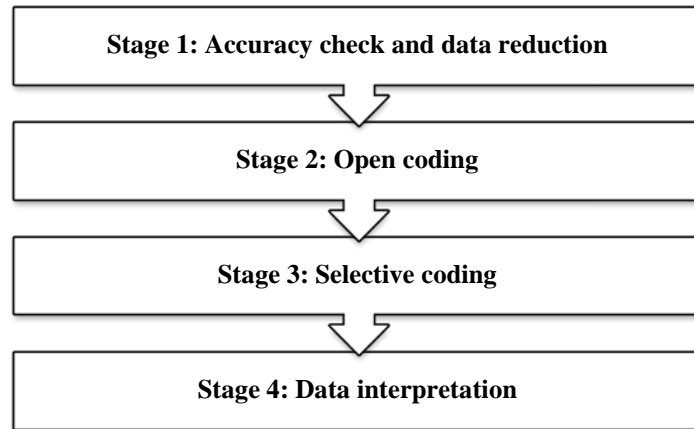 Stage 1: Accuracy check and data reduction
Stage 2: Open coding
Stage 3: Selective coding
Stage 4: Data interpretation